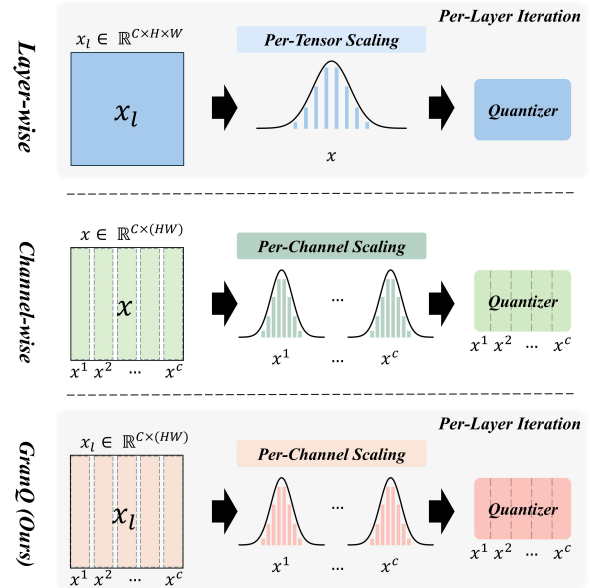 Per-Layer Iteration
Layer-wise
x_l ∈ ℝ^{C×H×W}
Per-Tensor Scaling
x_l
Quantizer
x
Channel-wise
x ∈ ℝ^{C×(HW)}
Per-Channel Scaling
x
...
Quantizer
x^1 x^2 ... x^c
x^1 ... x^c
x^1 x^2 ... x^c
GranQ (Ours)
Per-Layer Iteration
x_l ∈ ℝ^{C×(HW)}
Per-Channel Scaling
x_l
...
Quantizer
x^1 x^2 ... x^c
x^1 ... x^c
x^1 x^2 ... x^c